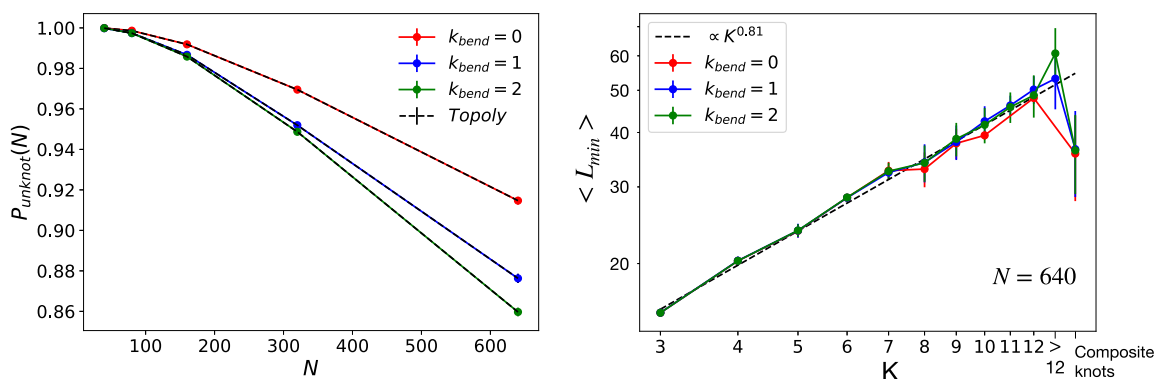 1.00
0.98
0.96
0.94
0.92
0.90
0.88
0.86
P_unknot(N)
100 200 300 400 500 600
N
k_bend = 0
k_bend = 1
k_bend = 2
Topoly
60
50
40
30
20
< L_min >
∝ K^0.81
k_bend = 0
k_bend = 1
k_bend = 2
N = 640
3 4 5 6 7 8 9 10 11 12 >
12
Composite
knots
K